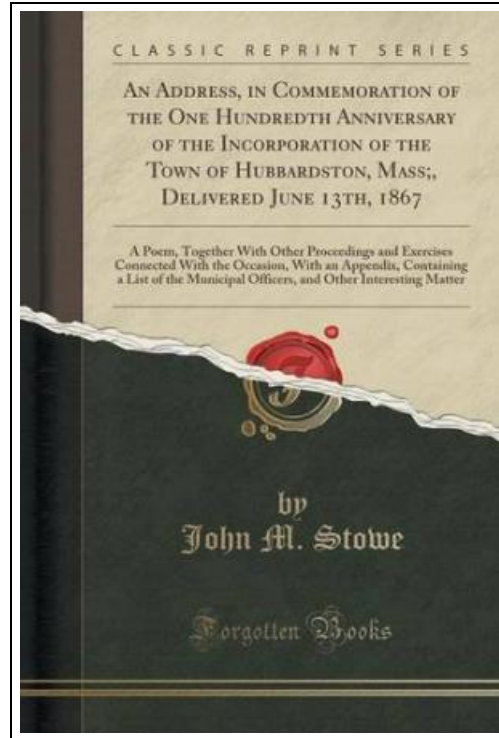 CLASSIC REPRINT SERIES
AN ADDRESS, IN COMMEMORATION OF
THE ONE HUNDREDTH ANNIVERSARY
OF THE INCORPORATION OF THE
TOWN OF HUBBARDSTON, MASS;,
DELIVERED JUNE 13TH, 1867
A Poem, Together With Other Proceedings and Exercises
Connected With the Occasion, With an Appendix, Containing
a List of the Municipal Officers, and Other Interesting Matter
by
John M. Stowe
Forgotten Books